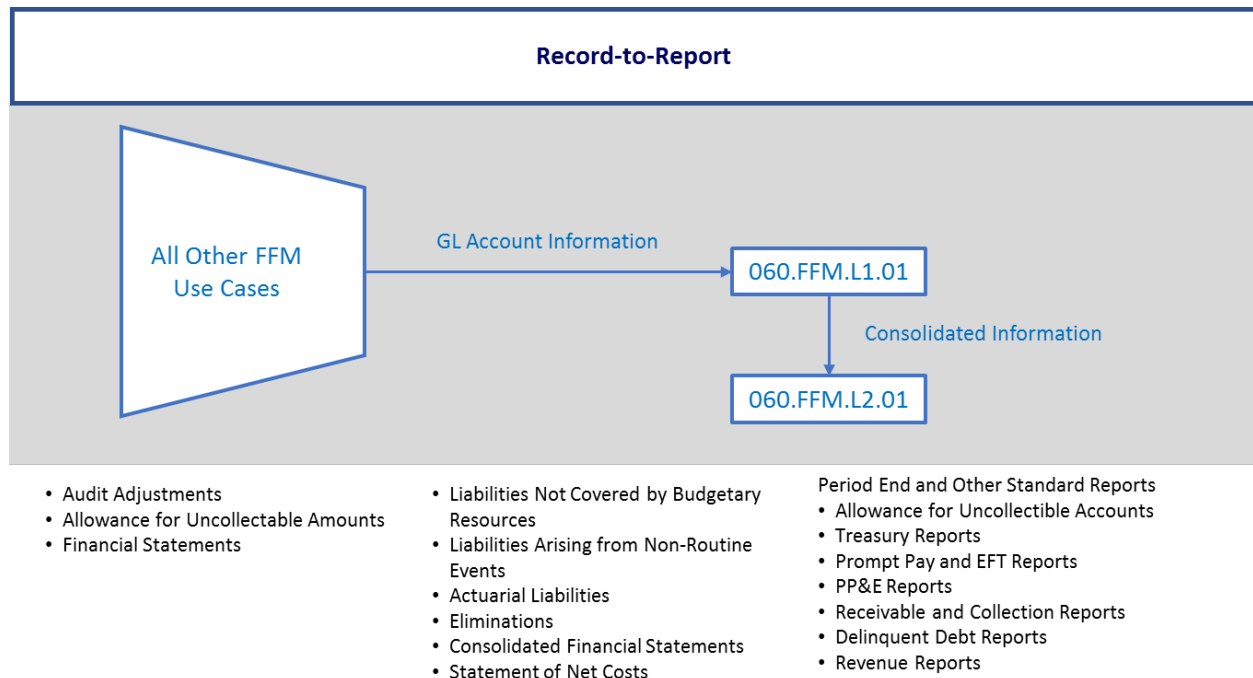 Record-to-Report
All Other FFM
Use Cases
GL Account Information
060.FFM.L1.01
Consolidated Information
060.FFM.L2.01
• Audit Adjustments
• Allowance for Uncollectable Amounts
• Financial Statements
• Liabilities Not Covered by Budgetary
Resources
• Liabilities Arising from Non-Routine
Events
• Actuarial Liabilities
• Eliminations
• Consolidated Financial Statements
• Statement of Net Costs
Period End and Other Standard Reports
• Allowance for Uncollectible Accounts
• Treasury Reports
• Prompt Pay and EFT Reports
• PP&E Reports
• Receivable and Collection Reports
• Delinquent Debt Reports
• Revenue Reports